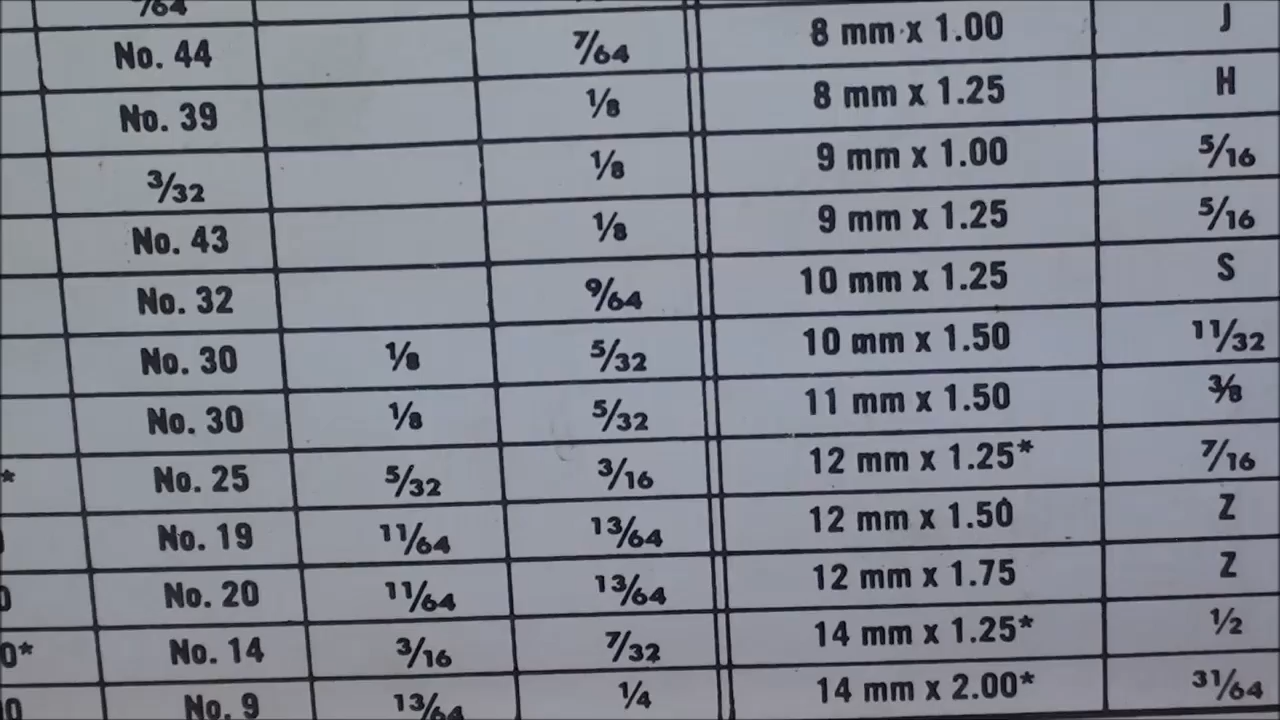 /64
No. 44 7/64 8 mm x 1.00 J
No. 39 1/8 8 mm x 1.25 H
3/32 1/8 9 mm x 1.00 5/16
No. 43 1/8 9 mm x 1.25 5/16
No. 32 9/64 10 mm x 1.25 S
No. 30 1/8 5/32 10 mm x 1.50 11/32
No. 30 1/8 5/32 11 mm x 1.50 3/8
* No. 25 5/32 3/16 12 mm x 1.25* 7/16
No. 19 11/64 13/64 12 mm x 1.50 Z
0 No. 20 11/64 13/64 12 mm x 1.75 Z
0* No. 14 3/16 7/32 14 mm x 1.25* 1/2
0 No. 9 13/64 1/4 14 mm x 2.00* 31/64